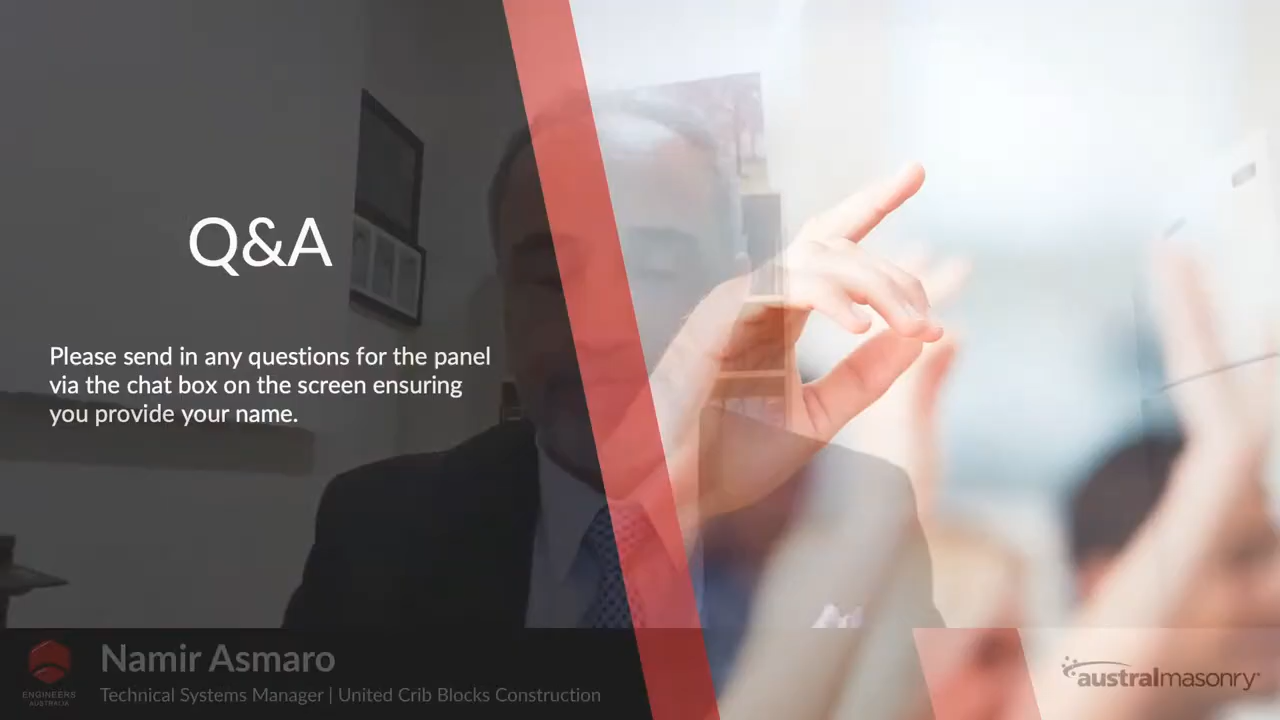 Q&A
Please send in any questions for the panel
via the chat box on the screen ensuring
you provide your name.
ENGINEERS
AUSTRALIA
Namir Asmaro
Technical Systems Manager | United Crib Blocks Construction
australmasonry